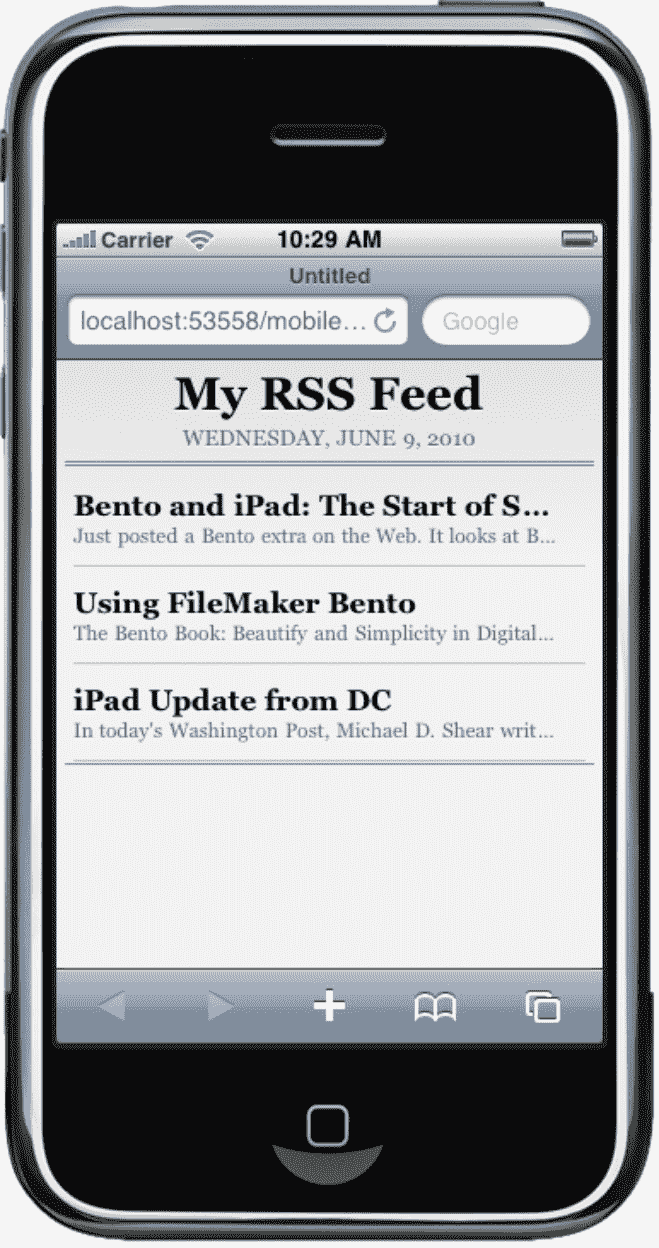 Carrier 10:29 AM
Untitled
localhost:53558/mobile... Google
My RSS Feed
WEDNESDAY, JUNE 9, 2010
Bento and iPad: The Start of S...
Just posted a Bento extra on the Web. It looks at B...
Using FileMaker Bento
The Bento Book: Beautify and Simplicity in Digital...
iPad Update from DC
In today's Washington Post, Michael D. Shear writ...